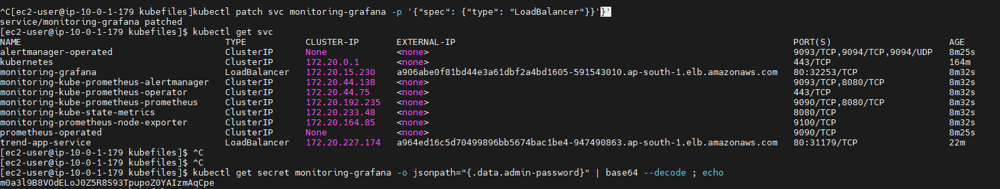 ^C[ec2-user@ip-10-0-1-179 kubefiles]kubectl patch svc monitoring-grafana -p '{"spec": {"type": "LoadBalancer"}}'}'
service/monitoring-grafana patched
[ec2-user@ip-10-0-1-179 kubefiles]$ kubectl get svc
NAME TYPE CLUSTER-IP EXTERNAL-IP PORT(S) AGE
alertmanager-operated ClusterIP None <none> 9093/TCP,9094/TCP,9094/UDP 8m25s
kubernetes ClusterIP 172.20.0.1 <none> 443/TCP 164m
monitoring-grafana LoadBalancer 172.20.15.230 a906abe0f81bd44e3a61dbf2a4bd1605-591543010.ap-south-1.elb.amazonaws.com 80:32253/TCP 8m32s
monitoring-kube-prometheus-alertmanager ClusterIP 172.20.44.138 <none> 9093/TCP,8080/TCP 8m32s
monitoring-kube-prometheus-operator ClusterIP 172.20.44.75 <none> 443/TCP 8m32s
monitoring-kube-prometheus-prometheus ClusterIP 172.20.192.235 <none> 9090/TCP,8080/TCP 8m32s
monitoring-kube-state-metrics ClusterIP 172.20.233.48 <none> 8080/TCP 8m32s
monitoring-prometheus-node-exporter ClusterIP 172.20.164.85 <none> 9100/TCP 8m32s
prometheus-operated ClusterIP None <none> 9090/TCP 8m25s
trend-app-service LoadBalancer 172.20.227.174 a964ed16c5d70499896bb5674bac1be4-947490863.ap-south-1.elb.amazonaws.com 80:31179/TCP 22m
[ec2-user@ip-10-0-1-179 kubefiles]$ ^C
[ec2-user@ip-10-0-1-179 kubefiles]$ ^C
[ec2-user@ip-10-0-1-179 kubefiles]$ kubectl get secret monitoring-grafana -o jsonpath="{.data.admin-password}" | base64 --decode ; echo
m0a3l9B8VOdELoJ0Z5R8S93TpupoZ0YAIzmAqCpe